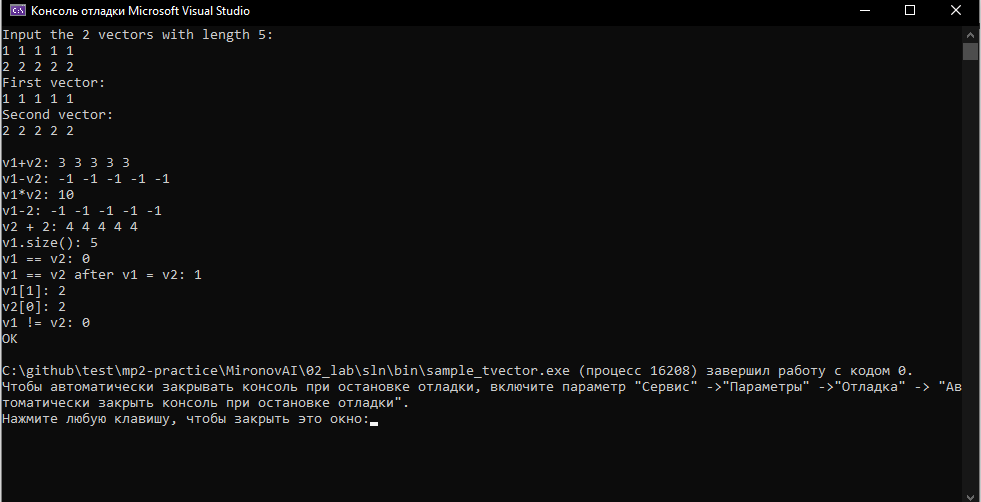 Консоль отладки Microsoft Visual Studio
Input the 2 vectors with length 5:
1 1 1 1 1
2 2 2 2 2
First vector:
1 1 1 1 1
Second vector:
2 2 2 2 2
v1+v2: 3 3 3 3 3
v1-v2: -1 -1 -1 -1 -1
v1*v2: 10
v1-2: -1 -1 -1 -1 -1
v2 + 2: 4 4 4 4 4
v1.size(): 5
v1 == v2: 0
v1 == v2 after v1 = v2: 1
v1[1]: 2
v2[0]: 2
v1 != v2: 0
OK
C:\github\test\mp2-practice\MironovAI\02_lab\sln\bin\sample_tvector.exe (процесс 16208) завершил работу с кодом 0.
Чтобы автоматически закрывать консоль при остановке отладки, включите параметр "Сервис" ->"Параметры" ->"Отладка" -> "Ав
томатически закрыть консоль при остановке отладки".
Нажмите любую клавишу, чтобы закрыть это окно: